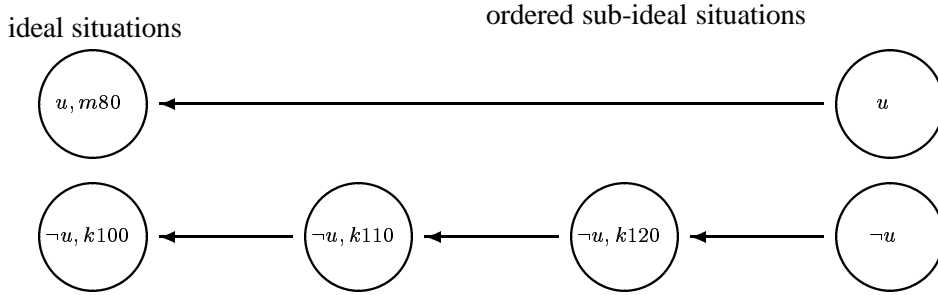 ordered sub-ideal situations
ideal situations
u, m80 u
¬u, k100 ¬u, k110 ¬u, k120 ¬u